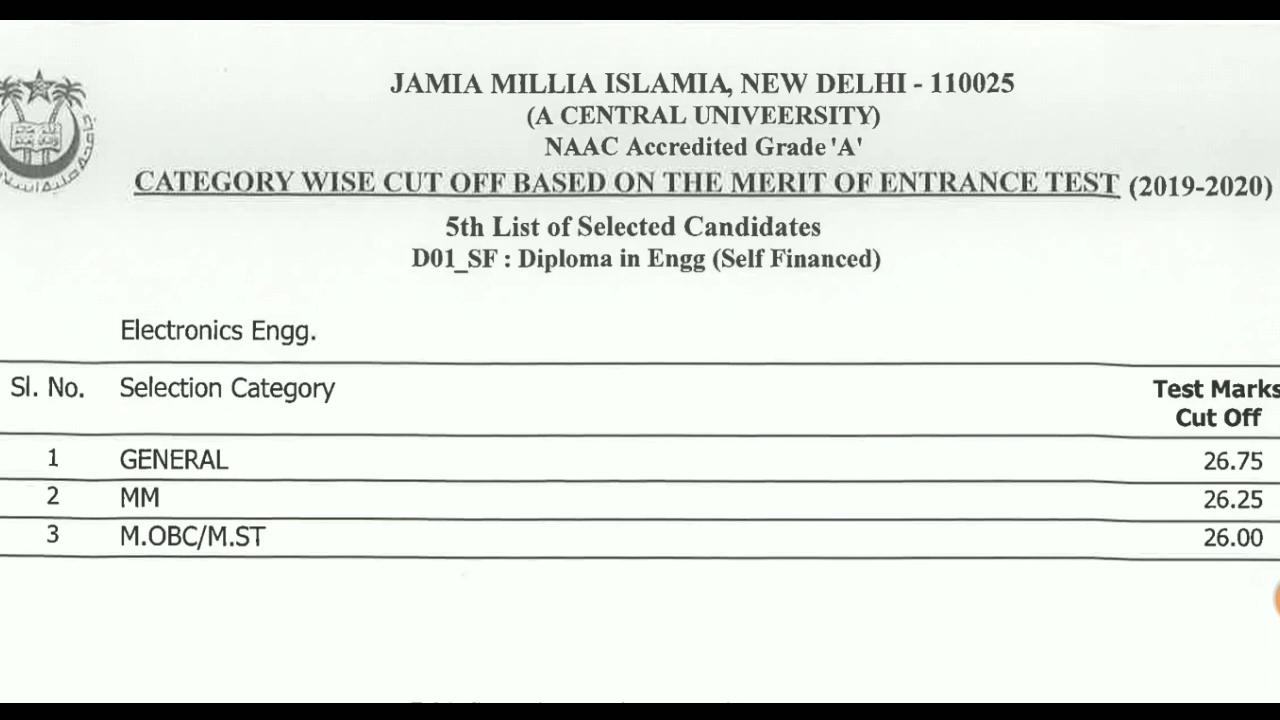 JAMIA MILLIA ISLAMIA, NEW DELHI - 110025
(A CENTRAL UNIVEERSITY)
NAAC Accredited Grade 'A'
CATEGORY WISE CUT OFF BASED ON THE MERIT OF ENTRANCE TEST (2019-2020)
5th List of Selected Candidates
D01_SF : Diploma in Engg (Self Financed)
Electronics Engg.
Sl. No. Selection Category Test Marks
Cut Off
1 GENERAL 26.75
2 MM 26.25
3 M.OBC/M.ST 26.00